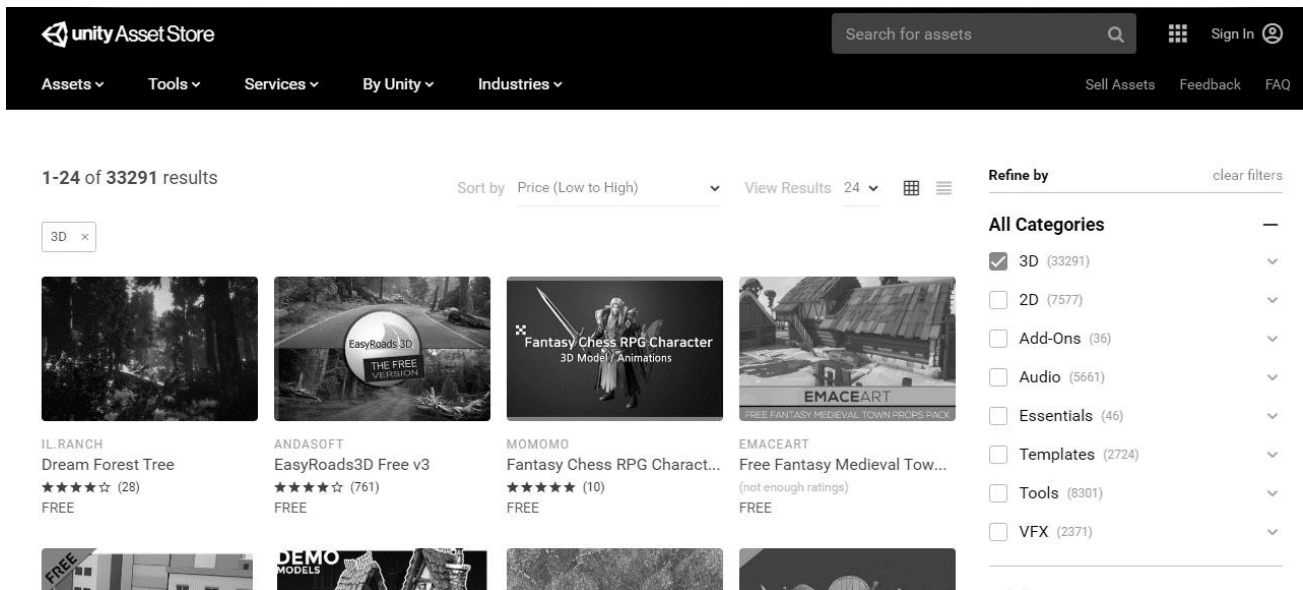 unity Asset Store
Search for assets
Sign In
Assets
Tools
Services
By Unity
Industries
Sell Assets
Feedback
FAQ
1-24 of 33291 results
Sort by Price (Low to High)
View Results 24
3D ×
EasyRoads 3D
THE FREE
VERSION
Fantasy Chess RPG Character
3D Model / Animations
EMACEART
FREE FANTASY MEDIEVAL TOWN PROPS PACK
IL.RANCH
Dream Forest Tree
(28)
FREE
ANDASOFT
EasyRoads3D Free v3
(761)
FREE
MOMOMO
Fantasy Chess RPG Charact...
(10)
FREE
EMACEART
Free Fantasy Medieval Tow...
(not enough ratings)
FREE
FREE
DEMO
MODELS
Refine by
clear filters
All Categories
3D (33291)
2D (7577)
Add-Ons (36)
Audio (5661)
Essentials (46)
Templates (2724)
Tools (8301)
VFX (2371)